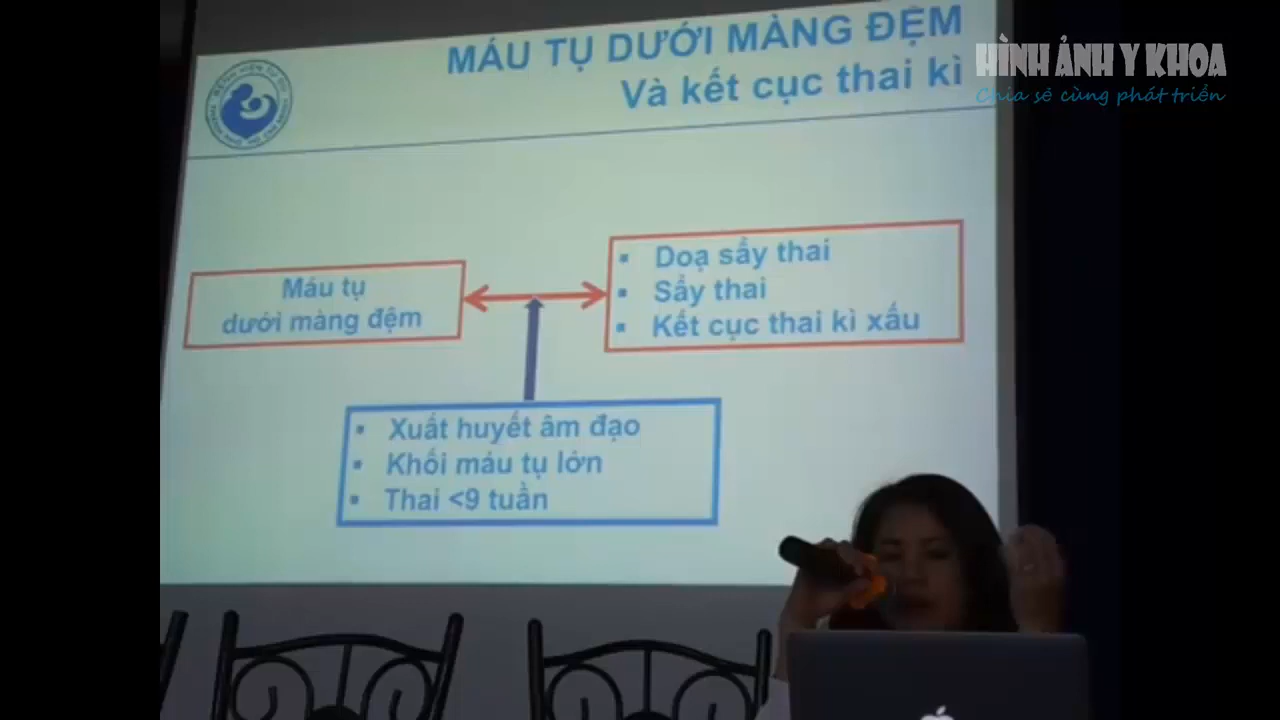 MÁU TỤ DƯỚI MÀNG ĐỆM
Và kết cục thai kì
HÌNH ẢNH Y KHOA
Chia sẻ cùng phát triển
Máu tụ
dưới màng đệm
▪ Doạ sẩy thai
▪ Sẩy thai
▪ Kết cục thai kì xấu
▪ Xuất huyết âm đạo
▪ Khối máu tụ lớn
▪ Thai <9 tuần